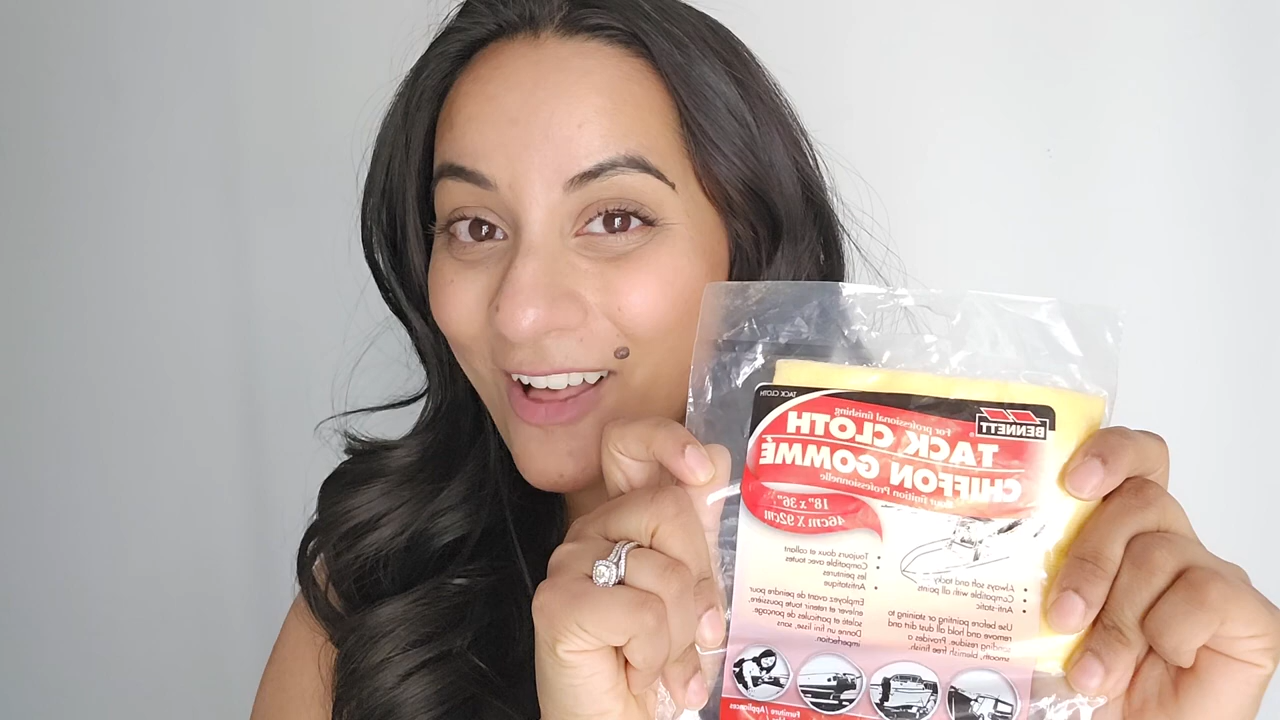 TACK CLOTH
BENNETT
For professional finishing
TACK CLOTH
CHIFFON GOMMÉ
Pour finition Professionnelle
18" x 36"
46cm X 92cm
• Always soft and tacky
• Compatible with all paints
• Anti-static
Use before painting or staining to
remove and hold all dust and dirt
sanding residue. Provides a
smooth, blemish free finish.
• Toujours doux et collant
• Compatible avec toutes
les peintures
• Antistatique
Employez avant de peindre pour
enlever et retenir toute poussière,
saleté et particules de ponçage.
Donne un fini lisse, sans
imperfection.
Furniture / Appliances